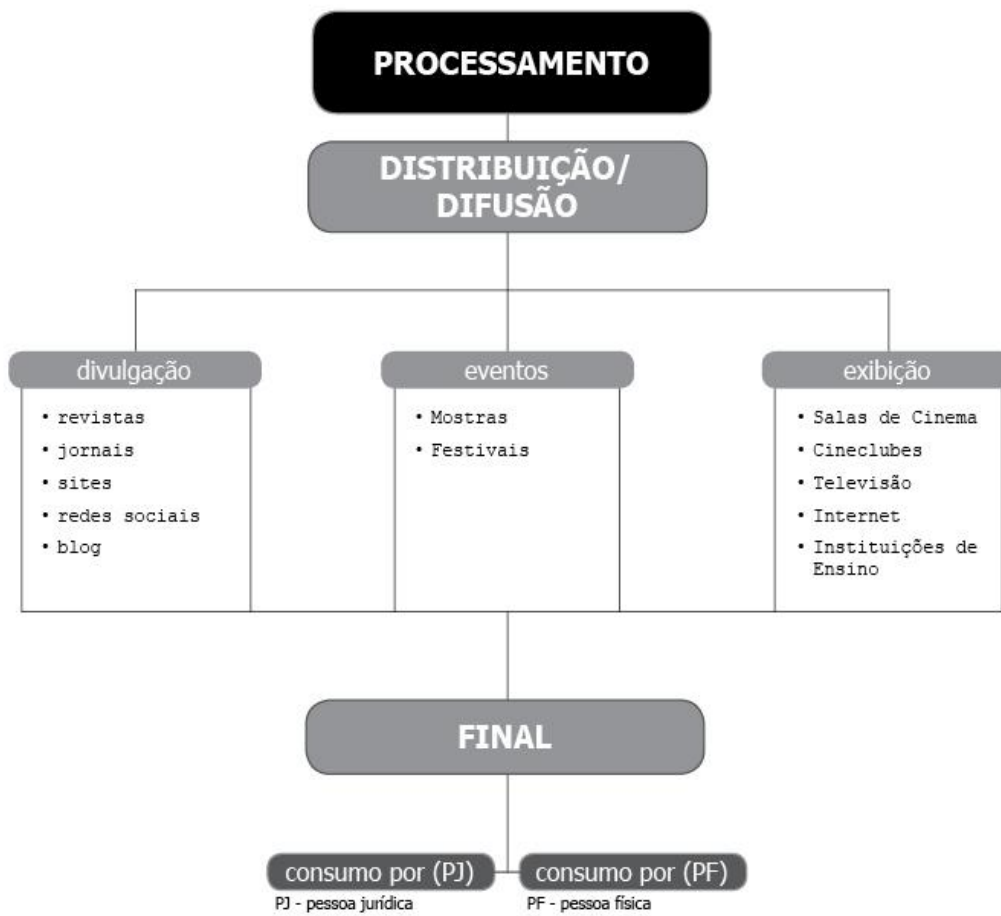 PROCESSAMENTO
DISTRIBUIÇÃO/
DIFUSÃO
divulgação
• revistas
• jornais
• sites
• redes sociais
• blog
eventos
• Mostras
• Festivais
exibição
• Salas de Cinema
• Cineclubes
• Televisão
• Internet
• Instituições de
Ensino
FINAL
consumo por (PJ)
PJ - pessoa jurídica
consumo por (PF)
PF - pessoa física